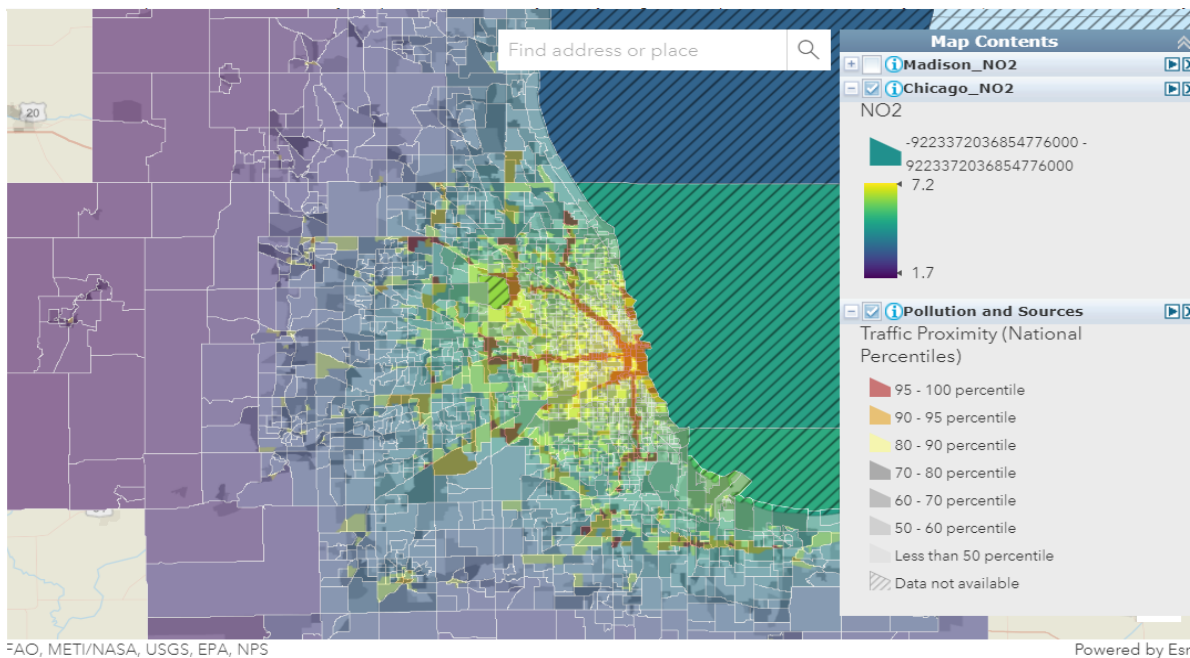 Find address or place
Map Contents
Madison_NO2
Chicago_NO2
NO2
-9223372036854776000 -
9223372036854776000
7.2
1.7
Pollution and Sources
Traffic Proximity (National
Percentiles)
95 - 100 percentile
90 - 95 percentile
80 - 90 percentile
70 - 80 percentile
60 - 70 percentile
50 - 60 percentile
Less than 50 percentile
Data not available
20
FAO, METI/NASA, USGS, EPA, NPS
Powered by Esr